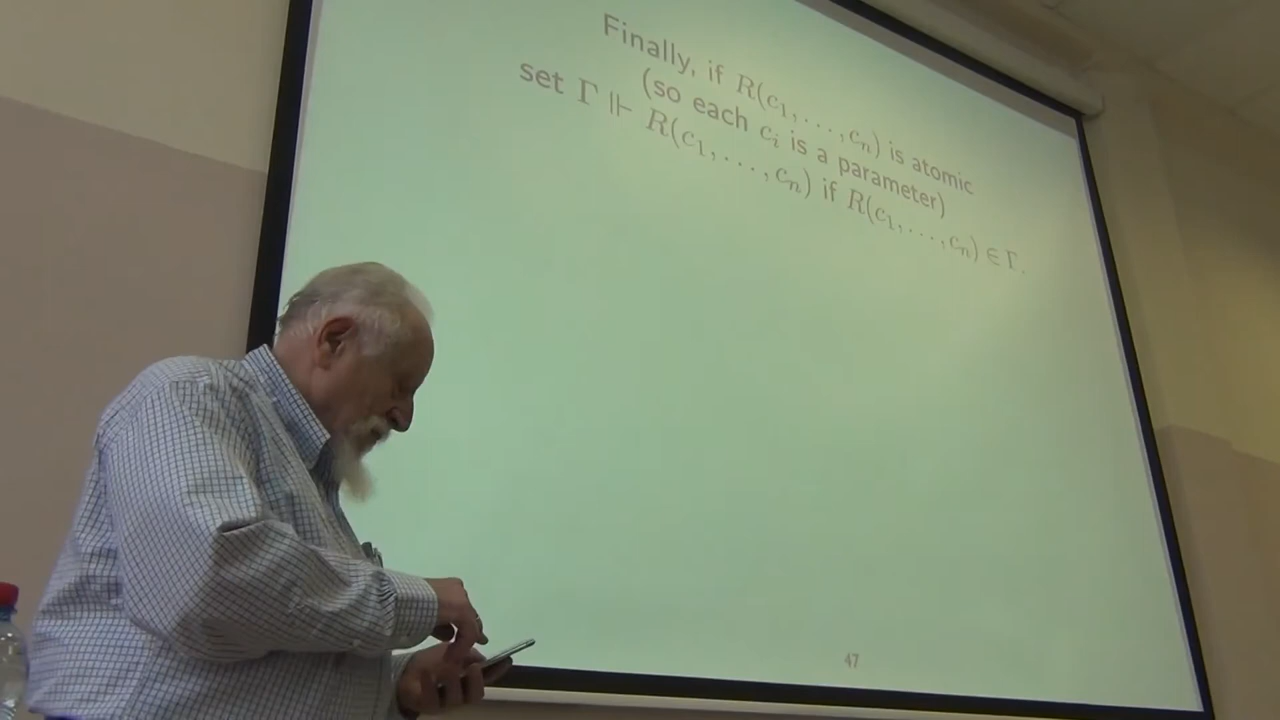 Finally, if R(c₁, . . . , cₙ) is atomic
(so each cᵢ is a parameter)
set Γ ⊩ R(c₁, . . . , cₙ) if R(c₁, . . . , cₙ) ∈ Γ.
47